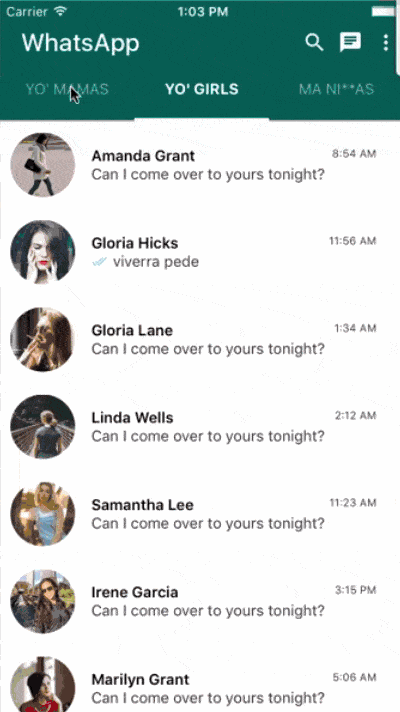 Carrier 1:03 PM
WhatsApp
YO' MAMAS YO' GIRLS MA NI**AS
Amanda Grant 8:54 AM
Can I come over to yours tonight?
Gloria Hicks 11:56 AM
viverra pede
Gloria Lane 1:34 AM
Can I come over to yours tonight?
Linda Wells 2:12 AM
Can I come over to yours tonight?
Samantha Lee 11:23 AM
Can I come over to yours tonight?
Irene Garcia 3:15 PM
Can I come over to yours tonight?
Marilyn Grant 5:06 AM
Can I come over to yours tonight?